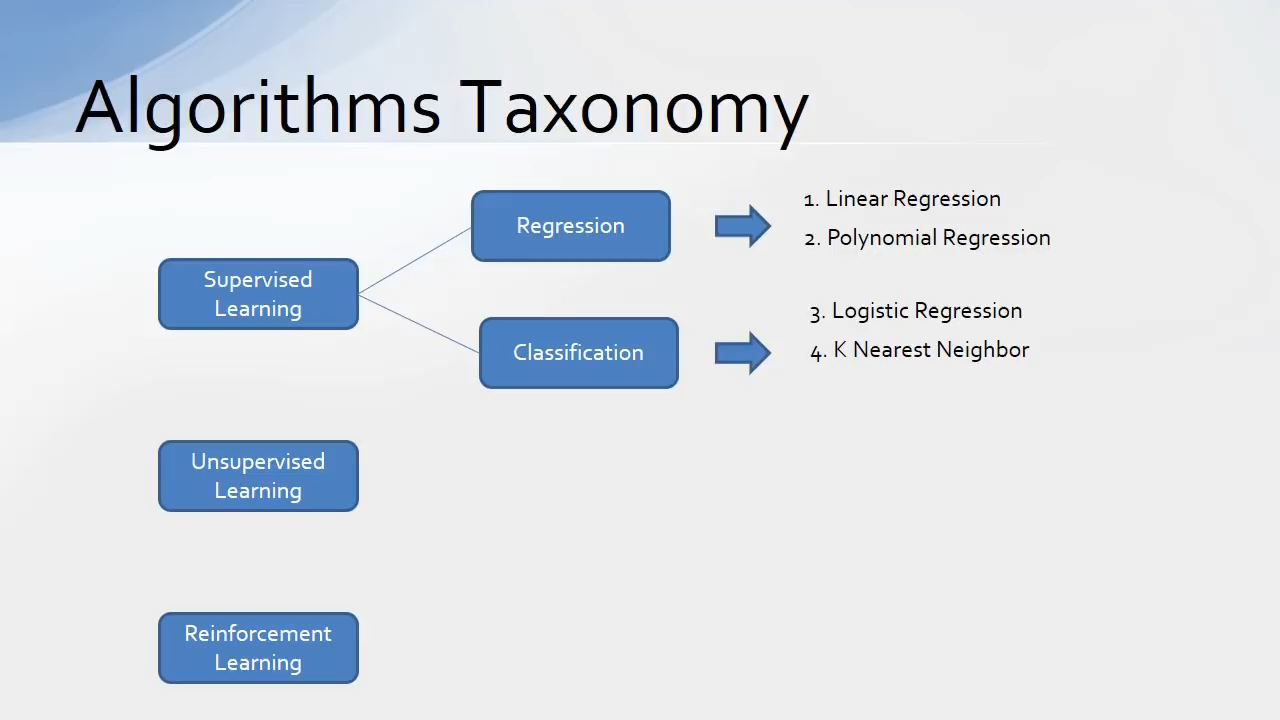 Algorithms Taxonomy
Regression
1. Linear Regression
2. Polynomial Regression
Supervised
Learning
Classification
3. Logistic Regression
4. K Nearest Neighbor
Unsupervised
Learning
Reinforcement
Learning